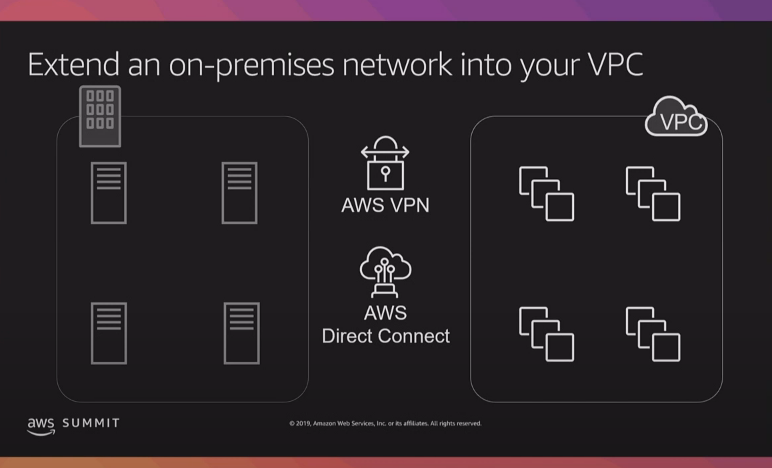 Extend an on-premises network into your VPC
VPC
AWS VPN
AWS
Direct Connect
aws SUMMIT
© 2019, Amazon Web Services, Inc. or its affiliates. All rights reserved.